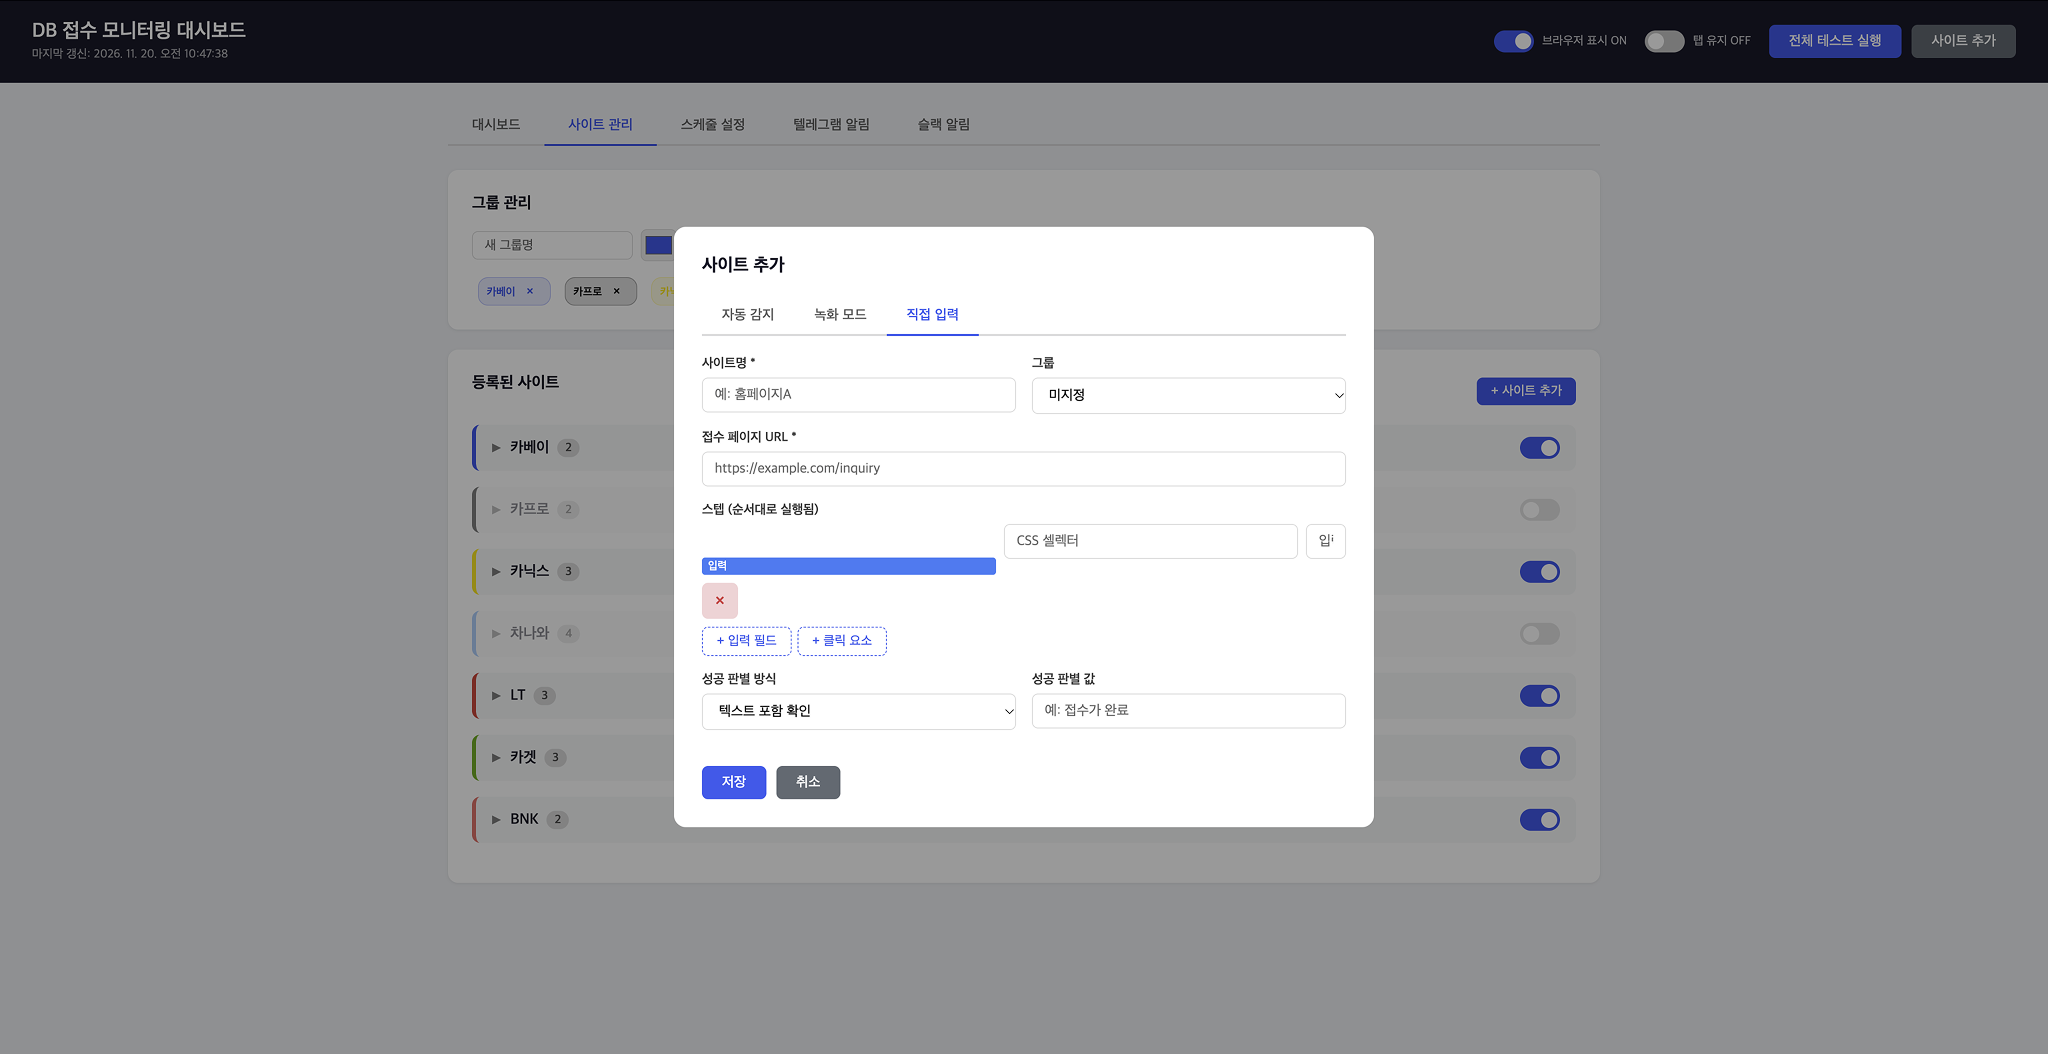 DB 접수 모니터링 대시보드
마지막 갱신: 2026. 11. 20. 오전 10:47:38
브라우저 표시 ON
탭 유지 OFF
전체 테스트 실행
사이트 추가
대시보드
사이트 관리
스케줄 설정
텔레그램 알림
슬랙 알림
그룹 관리
새 그룹명
카베이 ×
카프로 ×
등록된 사이트
+ 사이트 추가
▶ 카베이 2
▶ 카프로 2
▶ 카닉스 3
▶ 차나와 4
▶ LT 3
▶ 카겟 3
▶ BNK 2
사이트 추가
자동 감지
녹화 모드
직접 입력
사이트명 *
예: 홈페이지A
그룹
미지정
접수 페이지 URL *
https://example.com/inquiry
스텝 (순서대로 실행됨)
입력
CSS 셀렉터
×
+ 입력 필드
+ 클릭 요소
성공 판별 방식
텍스트 포함 확인
성공 판별 값
예: 접수가 완료
저장
취소